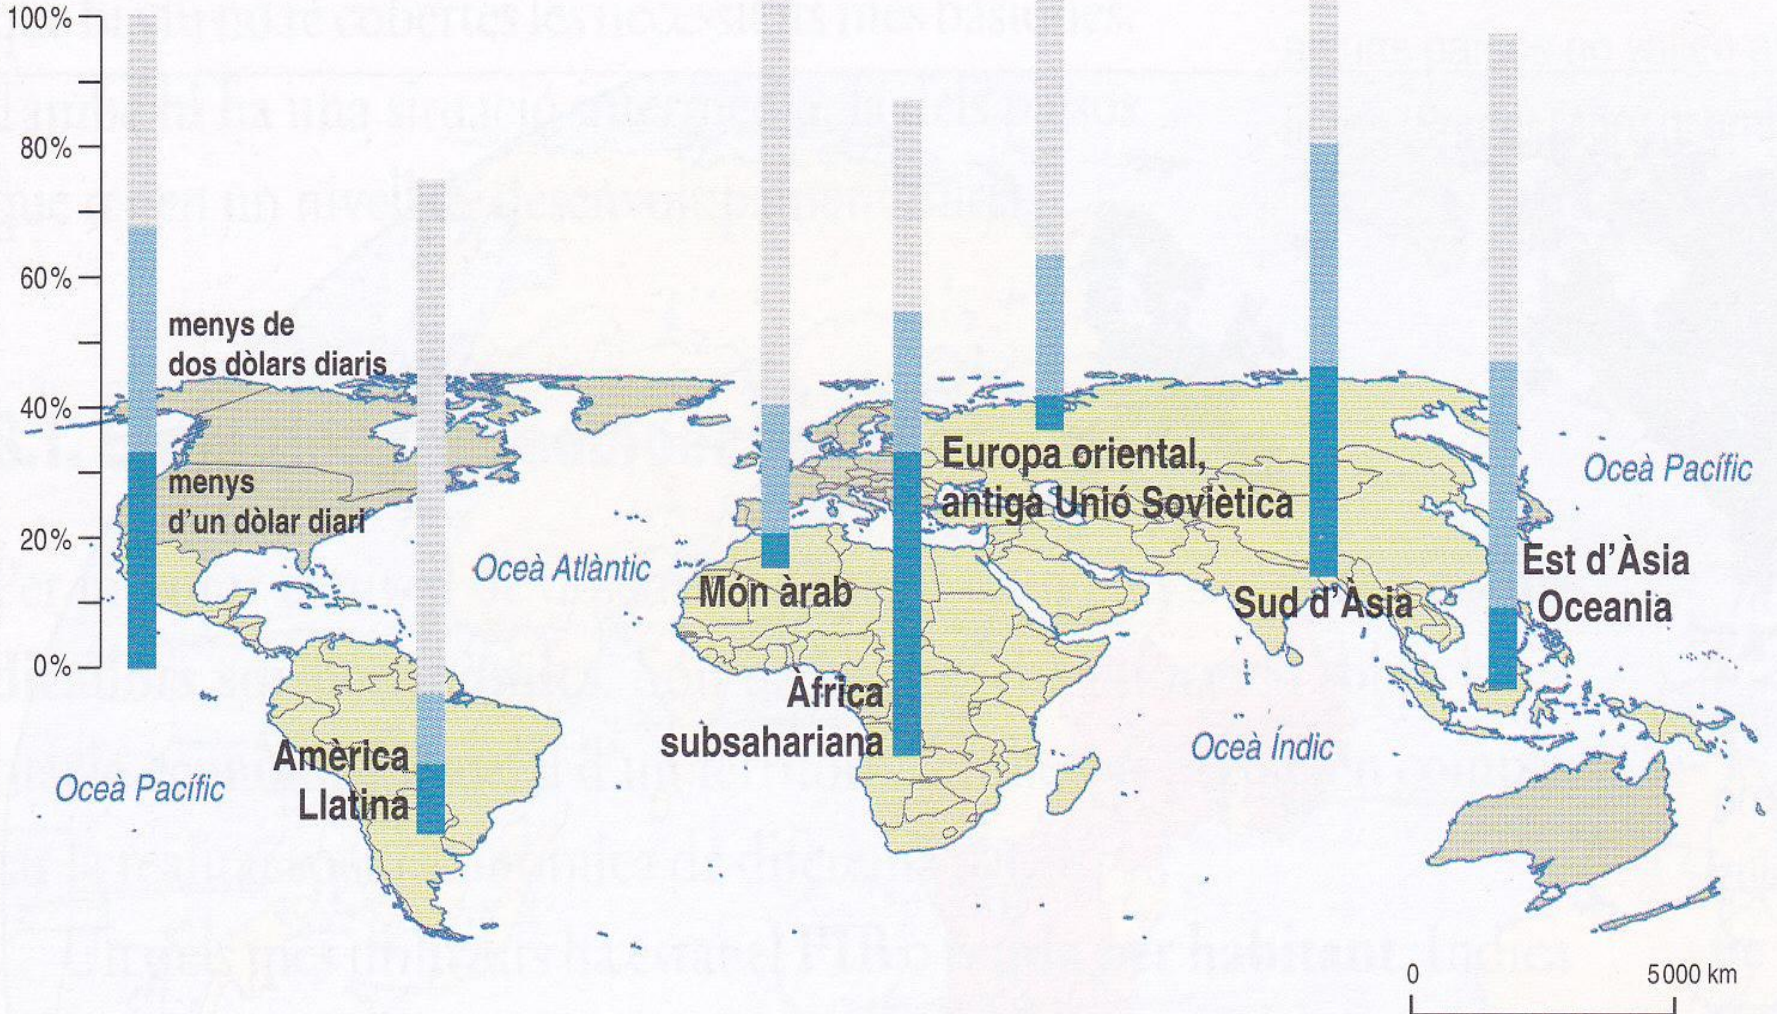 100%
80%
60%
40%
20%
0%
menys de
dos dòlars diaris
menys
d'un dòlar diari
Amèrica
Llatina
Món àrab
Àfrica
subsahariana
Europa oriental,
antiga Unió Soviètica
Sud d'Àsia
Est d'Àsia
Oceania
Oceà Pacífic
Oceà Atlàntic
Oceà Índic
Oceà Pacífic
0 5000 km